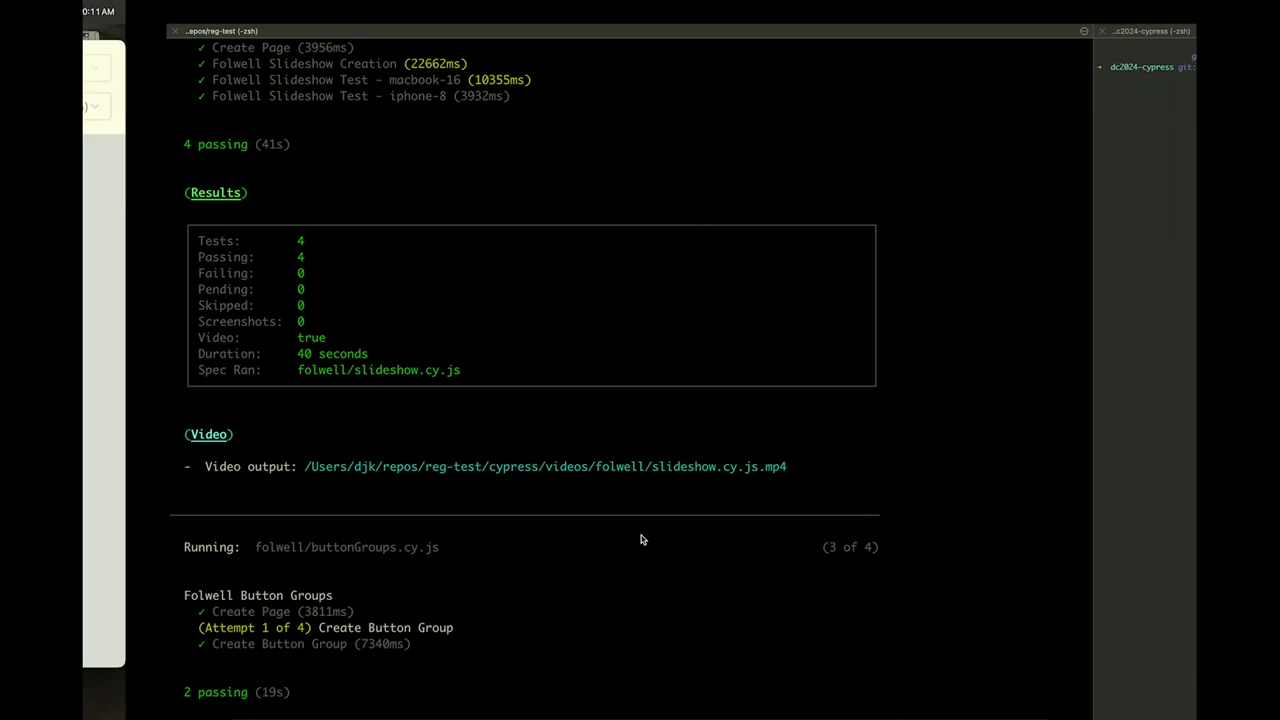 0:11 AM
..epos/reg-test (-zsh)
..c2024-cypress (-zsh)
✓ Create Page (3956ms)
✓ Folwell Slideshow Creation (22662ms)
✓ Folwell Slideshow Test - macbook-16 (10355ms)
✓ Folwell Slideshow Test - iphone-8 (3932ms)
→ dc2024-cypress git:
4 passing (41s)
(Results)
Tests: 4
Passing: 4
Failing: 0
Pending: 0
Skipped: 0
Screenshots: 0
Video: true
Duration: 40 seconds
Spec Ran: folwell/slideshow.cy.js
(Video)
- Video output: /Users/djk/repos/reg-test/cypress/videos/folwell/slideshow.cy.js.mp4
Running: folwell/buttonGroups.cy.js (3 of 4)
Folwell Button Groups
✓ Create Page (3811ms)
(Attempt 1 of 4) Create Button Group
✓ Create Button Group (7340ms)
2 passing (19s)